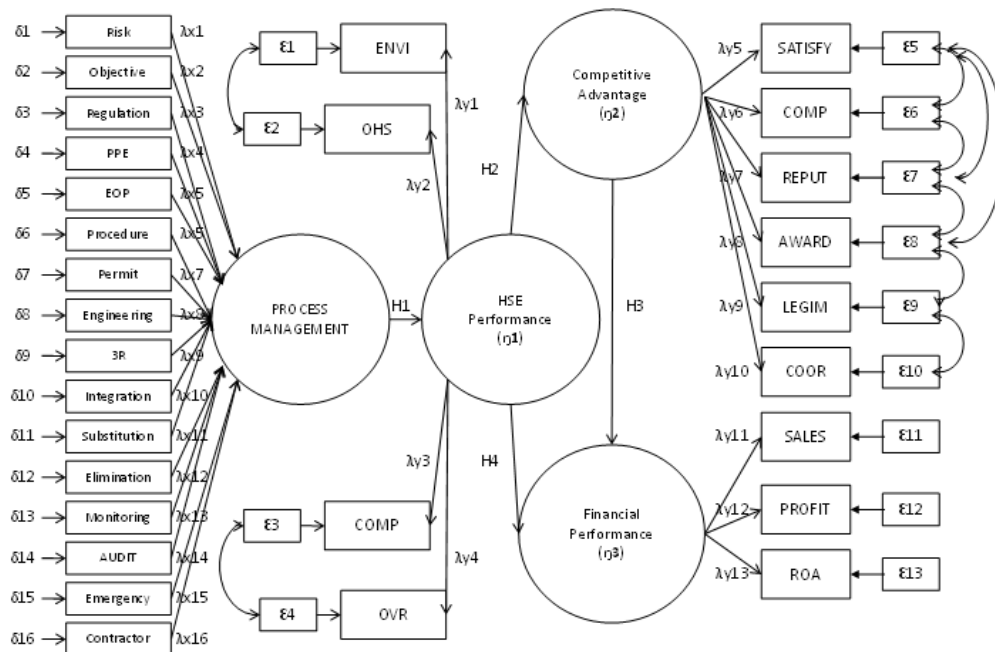 δ1
Risk
λx1
δ2
Objective
λx2
δ3
Regulation
λx3
δ4
PPE
λx4
δ5
EOP
λx5
δ6
Procedure
λx5
δ7
Permit
λx7
δ8
Engineering
λx8
δ9
3R
λx9
δ10
Integration
λx10
δ11
Substitution
λx11
δ12
Elimination
λx12
δ13
Monitoring
λx13
δ14
AUDIT
λx14
δ15
Emergency
λx15
δ16
Contractor
λx16
PROCESS
MANAGEMENT
H1
ε1
ENVI
λy1
ε2
OHS
λy2
HSE
Performance
(η1)
λy3
ε3
COMP
λy4
ε4
OVR
H2
H3
H4
Competitive
Advantage
(η2)
Financial
Performance
(η3)
λy5
SATISFY
ε5
λy6
COMP
ε6
λy7
REPUT
ε7
λy8
AWARD
ε8
λy9
LEGIM
ε9
λy10
COOR
ε10
λy11
SALES
ε11
λy12
PROFIT
ε12
λy13
ROA
ε13